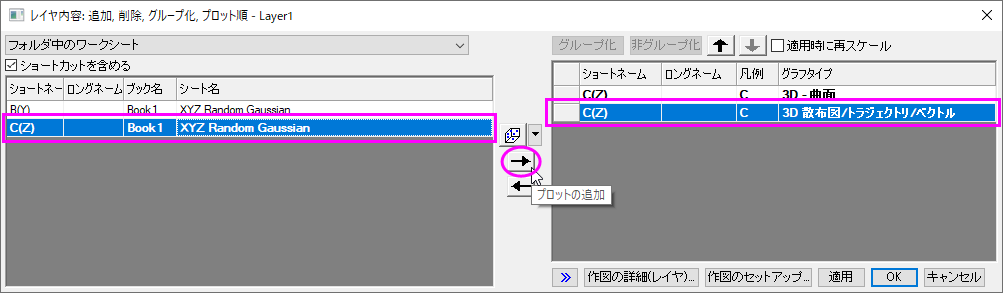 レイヤ内容: 追加, 削除, グループ化, プロット順 - Layer1
フォルダ中のワークシート
ショートカットを含める
ショートネーム ロングネーム ブック名 シート名
B(Y) Book1 XYZ Random Gaussian
C(Z) Book1 XYZ Random Gaussian
プロットの追加
グループ化 非グループ化 適用時に再スケール
ショートネーム ロングネーム 凡例 グラフタイプ
C(Z) C 3D - 曲面
C(Z) C 3D 散布図/トラジェクトリ/ベクトル
作図の詳細(レイヤ)... 作図のセットアップ... 適用 OK キャンセル